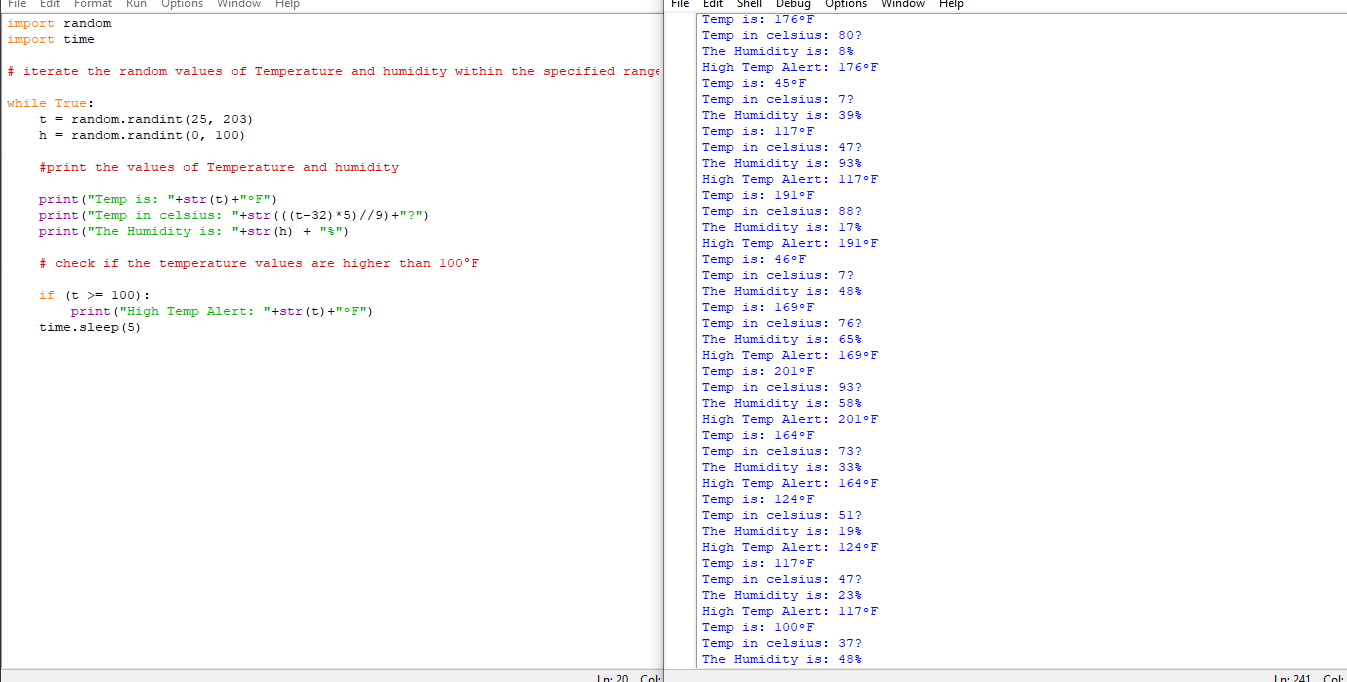 File Edit Format Run Options Window Help
import random
import time
# iterate the random values of Temperature and humidity within the specified range
while True:
t = random.randint(25, 203)
h = random.randint(0, 100)
#print the values of Temperature and humidity
print("Temp is: "+str(t)+"°F")
print("Temp in celsius: "+str(((t-32)*5)//9)+"?")
print("The Humidity is: "+str(h) + "%")
# check if the temperature values are higher than 100°F
if (t >= 100):
print("High Temp Alert: "+str(t)+"°F")
time.sleep(5)
Ln: 20 Col:
File Edit Shell Debug Options Window Help
Temp is: 176°F
Temp in celsius: 80?
The Humidity is: 8%
High Temp Alert: 176°F
Temp is: 45°F
Temp in celsius: 7?
The Humidity is: 39%
Temp is: 117°F
Temp in celsius: 47?
The Humidity is: 93%
High Temp Alert: 117°F
Temp is: 191°F
Temp in celsius: 88?
The Humidity is: 17%
High Temp Alert: 191°F
Temp is: 46°F
Temp in celsius: 7?
The Humidity is: 48%
Temp is: 169°F
Temp in celsius: 76?
The Humidity is: 65%
High Temp Alert: 169°F
Temp is: 201°F
Temp in celsius: 93?
The Humidity is: 58%
High Temp Alert: 201°F
Temp is: 164°F
Temp in celsius: 73?
The Humidity is: 33%
High Temp Alert: 164°F
Temp is: 124°F
Temp in celsius: 51?
The Humidity is: 19%
High Temp Alert: 124°F
Temp is: 117°F
Temp in celsius: 47?
The Humidity is: 23%
High Temp Alert: 117°F
Temp is: 100°F
Temp in celsius: 37?
The Humidity is: 48%
Ln: 241 Col: